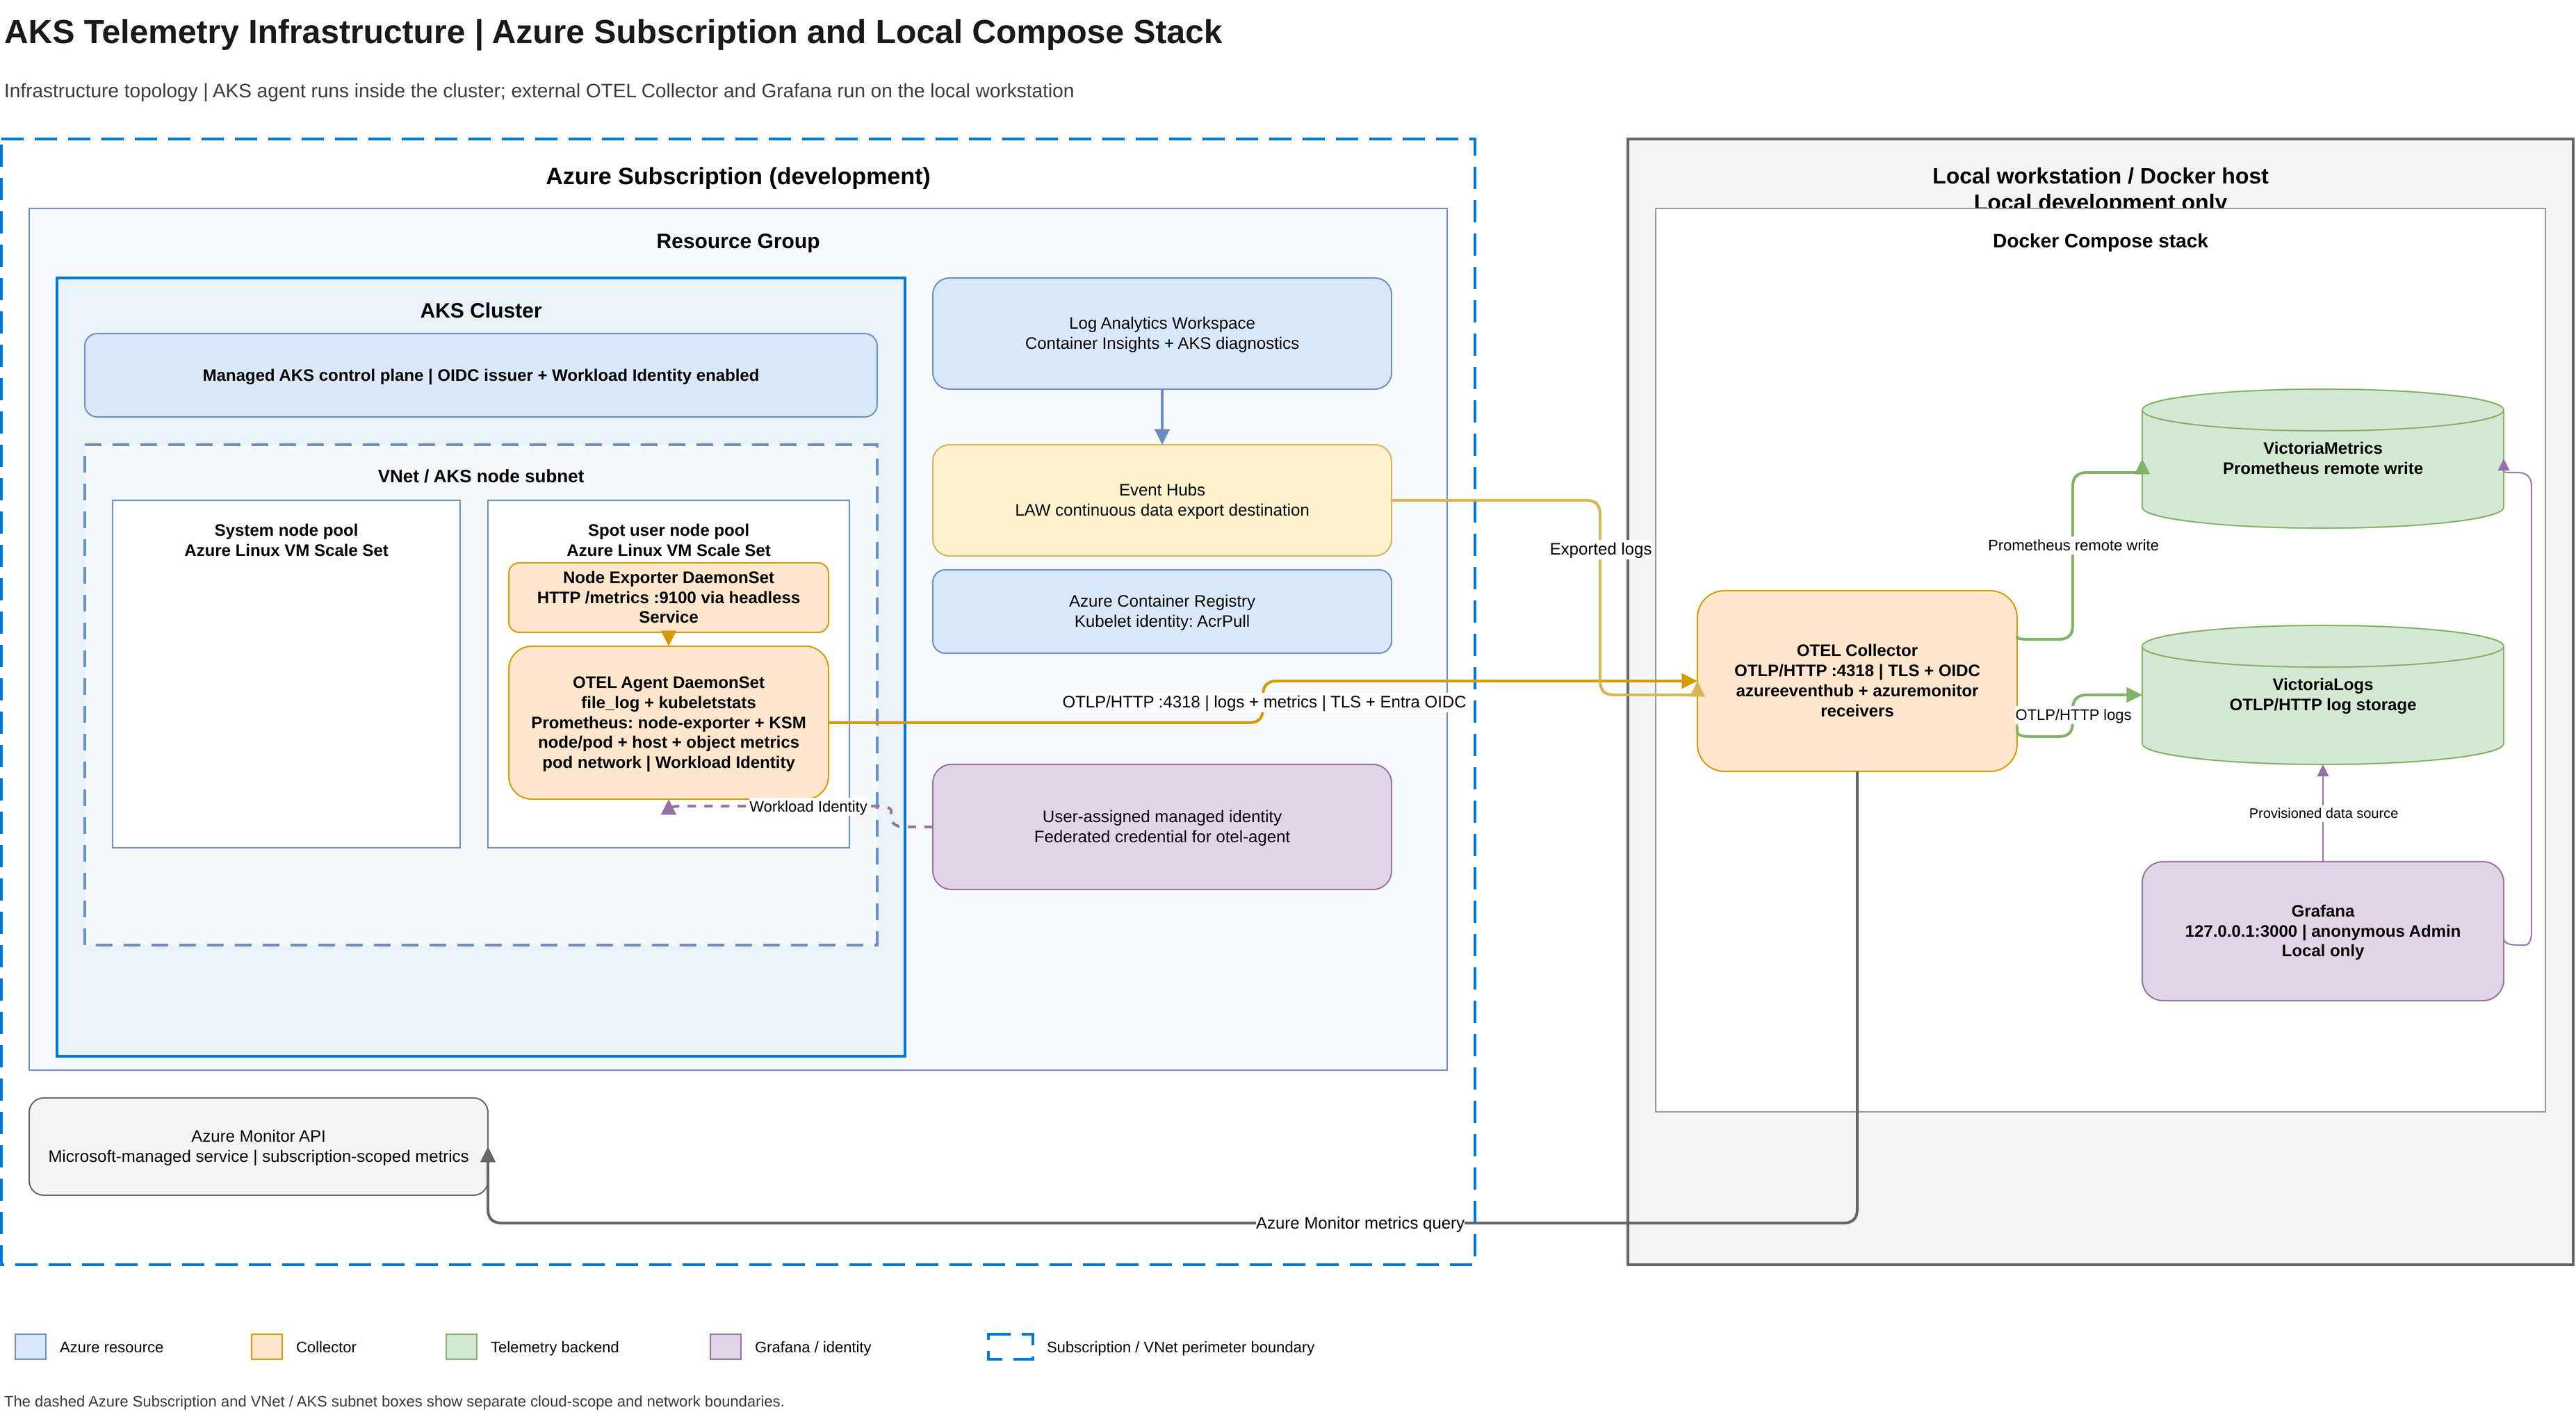 AKS Telemetry Infrastructure | Azure Subscription and Local Compose Stack
Infrastructure topology | AKS agent runs inside the cluster; external OTEL Collector and Grafana run on the local workstation
Azure Subscription (development)
Resource Group
AKS Cluster
Managed AKS control plane | OIDC issuer + Workload Identity enabled
VNet / AKS node subnet
System node pool
Azure Linux VM Scale Set
Spot user node pool
Azure Linux VM Scale Set
Node Exporter DaemonSet
HTTP /metrics :9100 via headless
Service
OTEL Agent DaemonSet
file_log + kubeletstats
Prometheus: node-exporter + KSM
node/pod + host + object metrics
pod network | Workload Identity
Workload Identity
Log Analytics Workspace
Container Insights + AKS diagnostics
Event Hubs
LAW continuous data export destination
Azure Container Registry
Kubelet identity: AcrPull
OTLP/HTTP :4318 | logs + metrics | TLS + Entra OIDC
User-assigned managed identity
Federated credential for otel-agent
Azure Monitor API
Microsoft-managed service | subscription-scoped metrics
Azure Monitor metrics query
Exported logs
Local workstation / Docker host
Local development only
Docker Compose stack
OTEL Collector
OTLP/HTTP :4318 | TLS + OIDC
azureeventhub + azuremonitor
receivers
Prometheus remote write
VictoriaMetrics
Prometheus remote write
OTLP/HTTP logs
VictoriaLogs
OTLP/HTTP log storage
Provisioned data source
Grafana
127.0.0.1:3000 | anonymous Admin
Local only
Azure resource
Collector
Telemetry backend
Grafana / identity
Subscription / VNet perimeter boundary
The dashed Azure Subscription and VNet / AKS subnet boxes show separate cloud-scope and network boundaries.